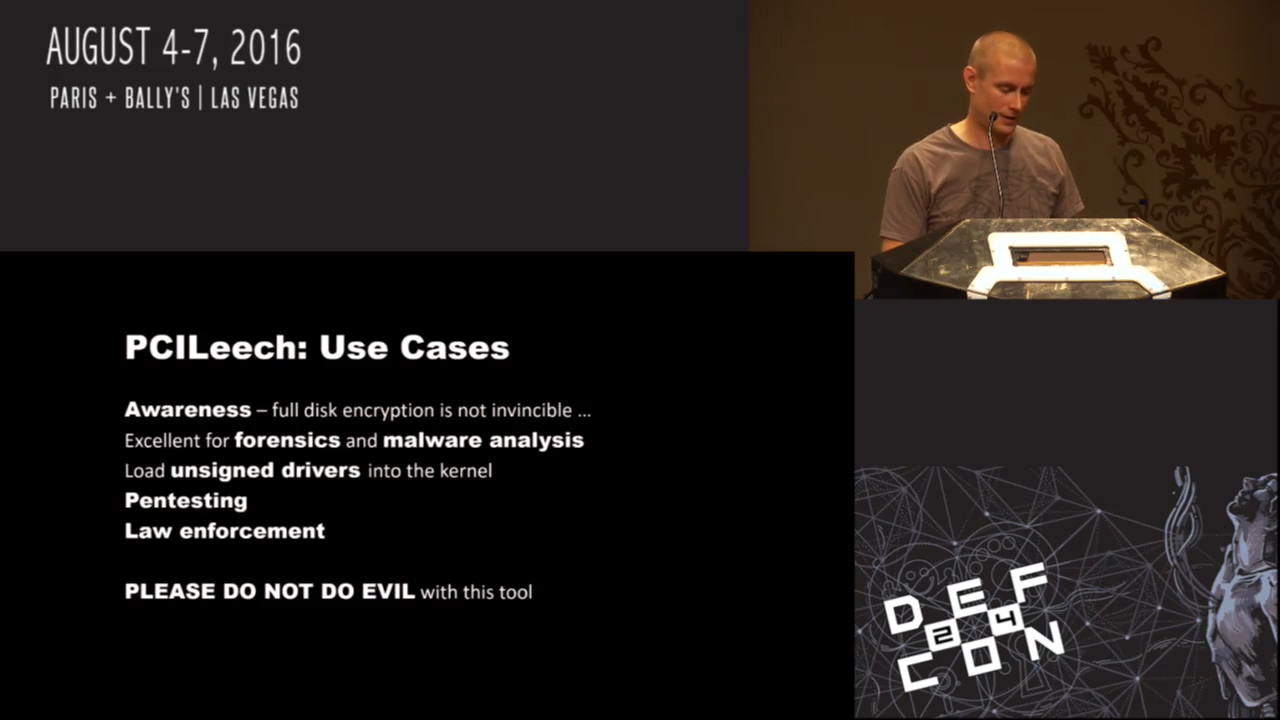 AUGUST 4-7, 2016
PARIS + BALLY'S | LAS VEGAS
PCILeech: Use Cases
Awareness – full disk encryption is not invincible ...
Excellent for forensics and malware analysis
Load unsigned drivers into the kernel
Pentesting
Law enforcement
PLEASE DO NOT DO EVIL with this tool
DEF
24
CON